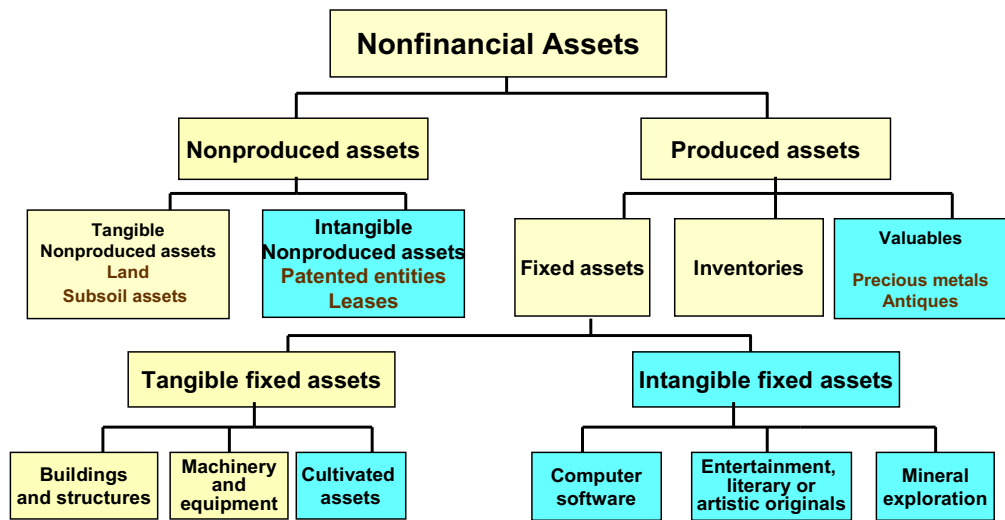 Nonfinancial Assets
Nonproduced assets
Produced assets
Tangible
Nonproduced assets
Land
Subsoil assets
Intangible
Nonproduced assets
Patented entities
Leases
Fixed assets
Inventories
Valuables
Precious metals
Antiques
Tangible fixed assets
Intangible fixed assets
Buildings
and structures
Machinery
and
equipment
Cultivated
assets
Computer
software
Entertainment,
literary or
artistic originals
Mineral
exploration